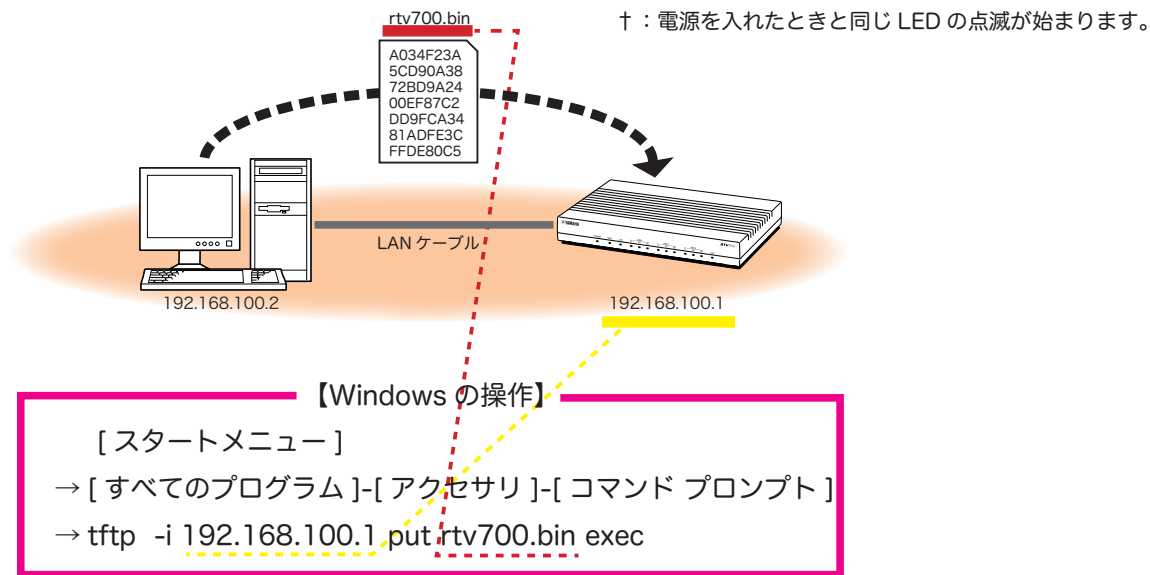 rtv700.bin
†：電源を入れたときと同じ LED の点滅が始まります。
A034F23A
5CD90A38
72BD9A24
00EF87C2
DD9FCA34
81ADFE3C
FFDE80C5
LAN ケーブル
192.168.100.2
192.168.100.1
【Windows の操作】
[ スタートメニュー ]
→ [ すべてのプログラム ]-[ アクセサリ ]-[ コマンド プロンプト ]
→ tftp -i 192.168.100.1 put rtv700.bin exec